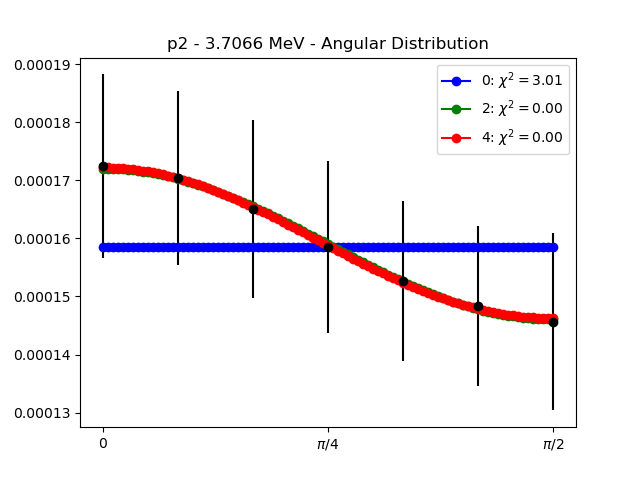 p2 - 3.7066 MeV - Angular Distribution
0.00019
0.00018
0.00017
0.00016
0.00015
0.00014
0.00013
0: χ² = 3.01
2: χ² = 0.00
4: χ² = 0.00
0
π/4
π/2